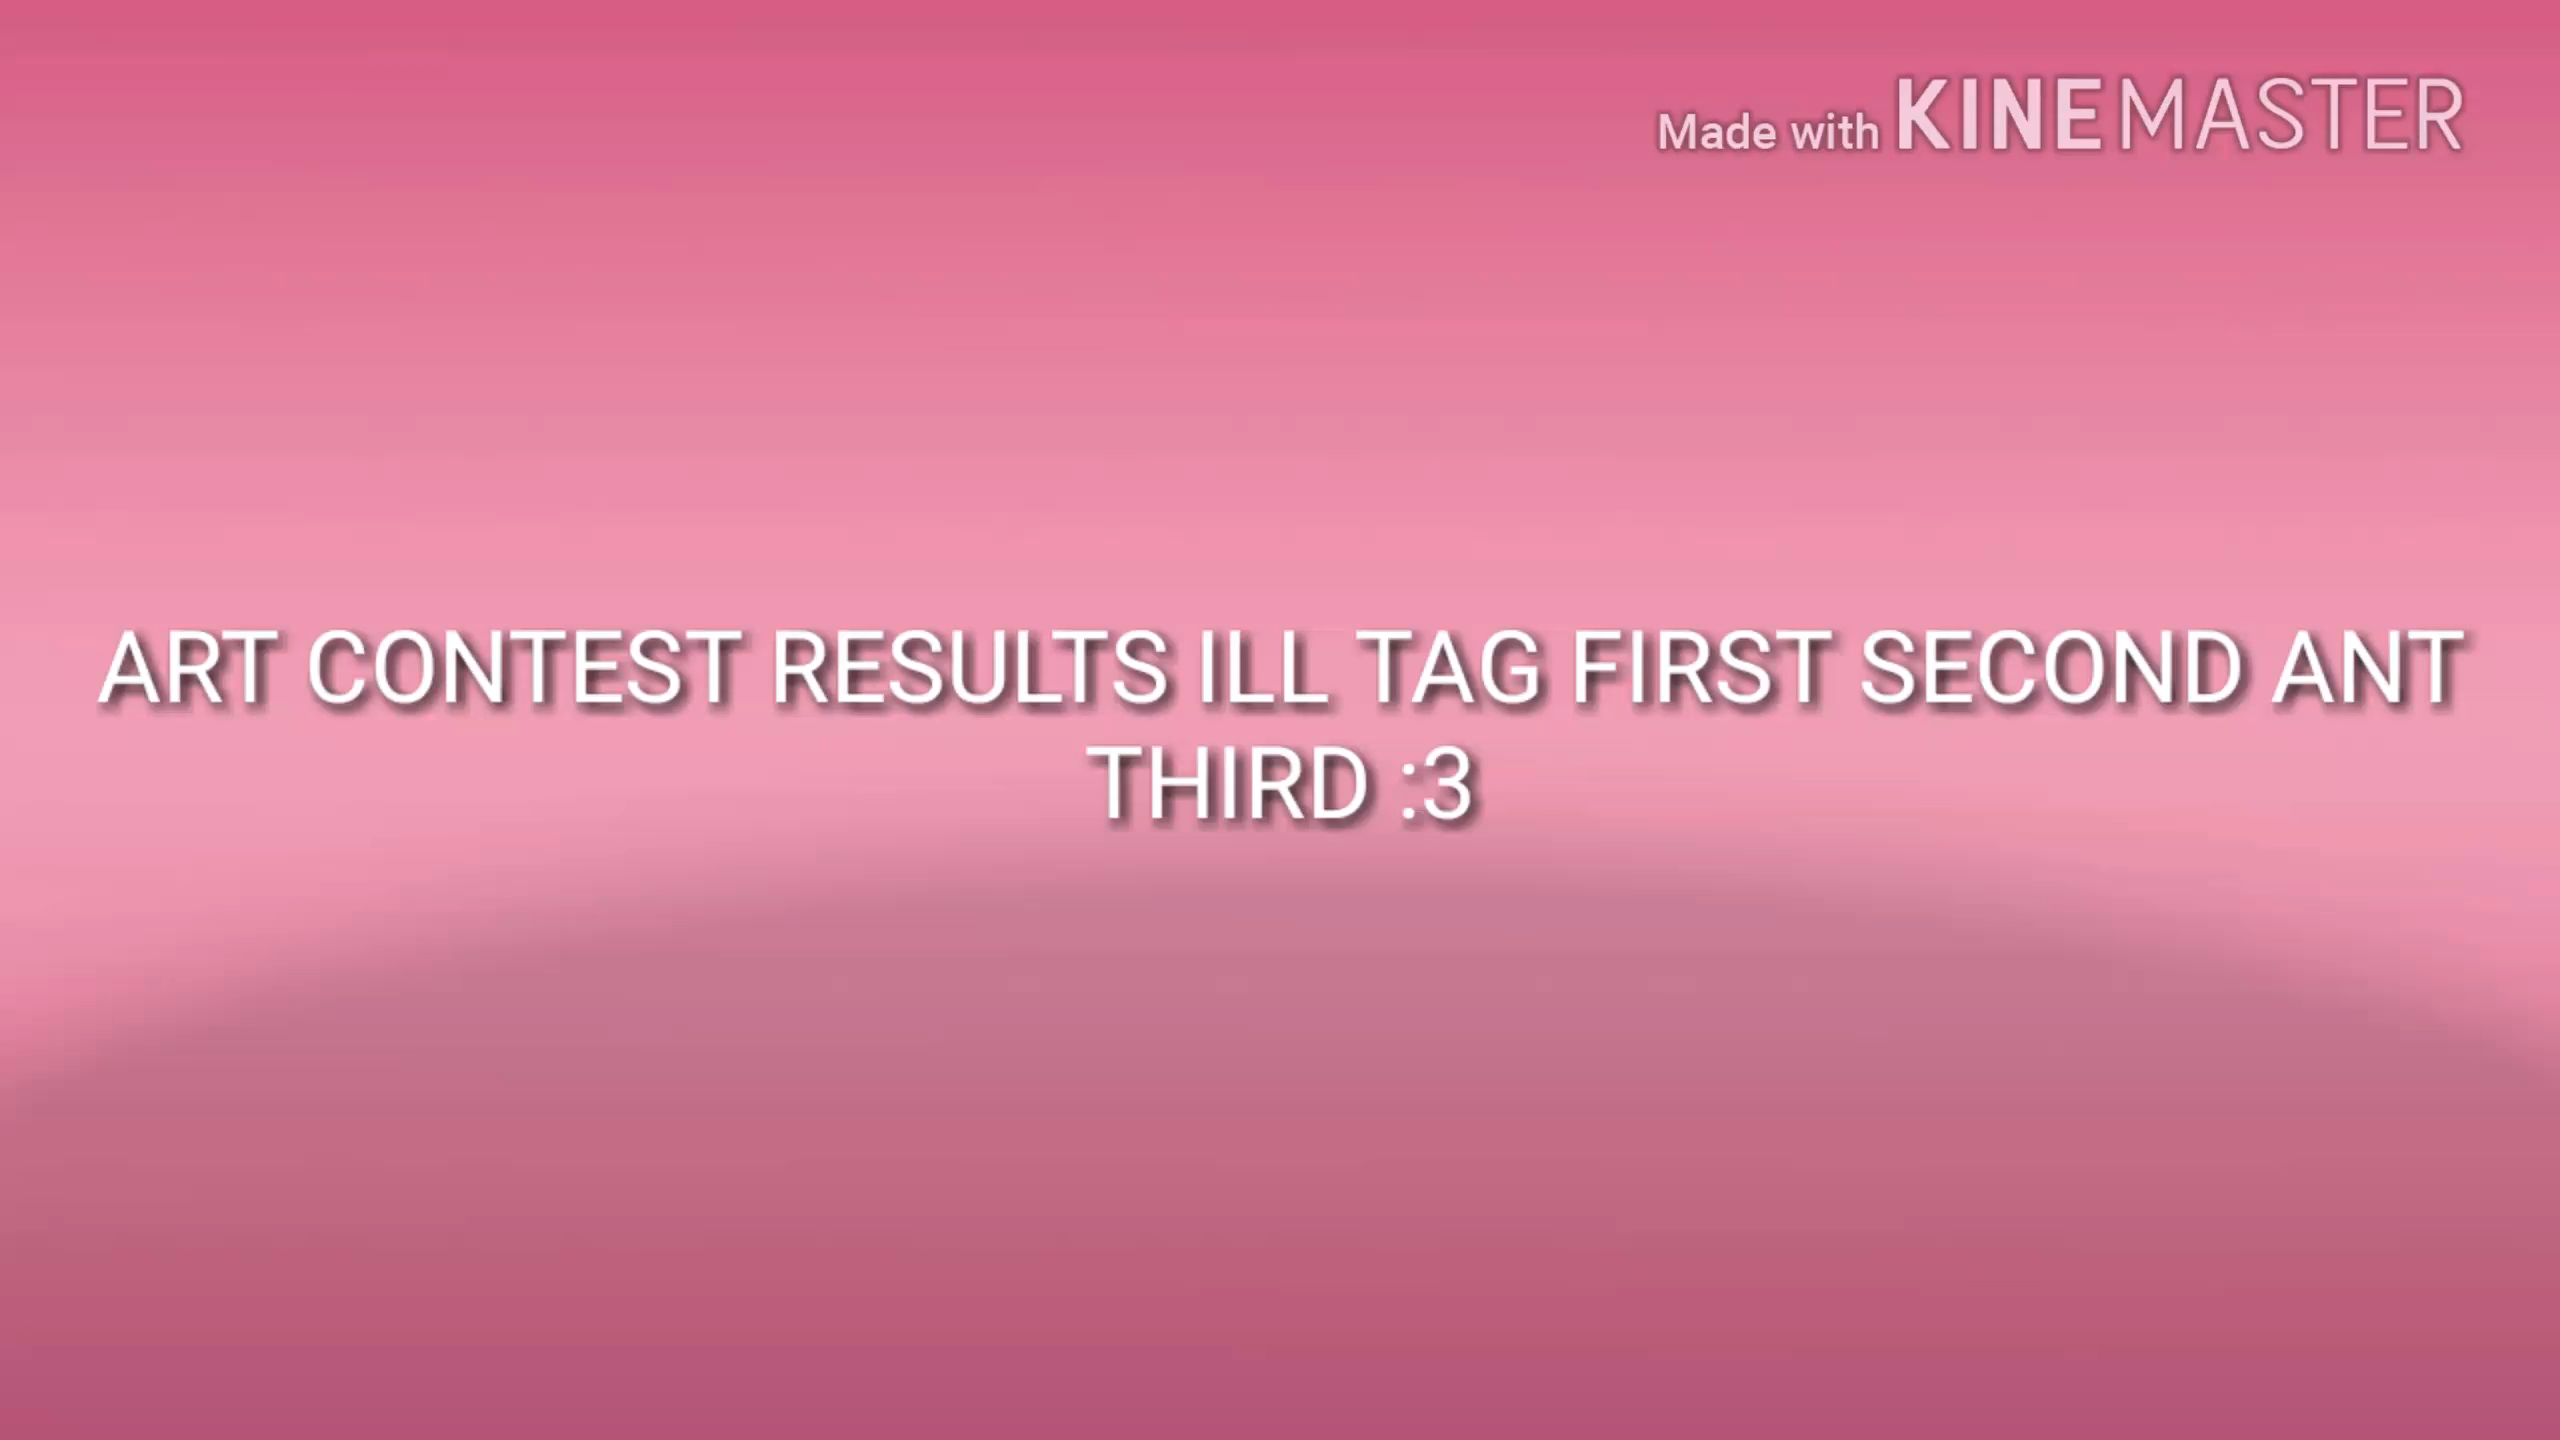 Made with KINEMASTER
ART CONTEST RESULTS ILL TAG FIRST SECOND ANT
THIRD :3